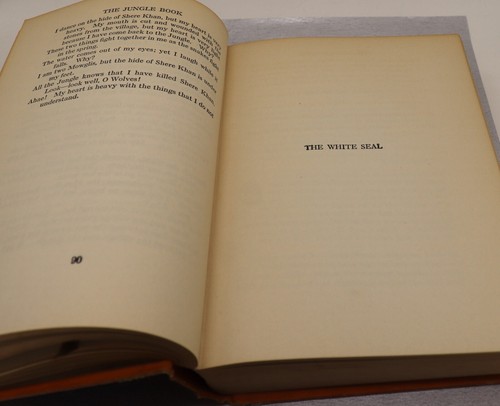 THE JUNGLE BOOK
I dance on the hide of Shere Khan, but my heart is very
heavy. My mouth is cut and wounded with the
stones from the village, but my heart is very light
because I have come back to the Jungle. Why?
These two things fight together in me as the snakes fight
in the spring.
The water comes out of my eyes; yet I laugh while it
falls. Why?
I am two Mowglis, but the hide of Shere Khan is under
my feet.
All the Jungle knows that I have killed Shere Khan.
Look—look well, O Wolves!
Ahae! My heart is heavy with the things that I do not
understand.
90
THE WHITE SEAL